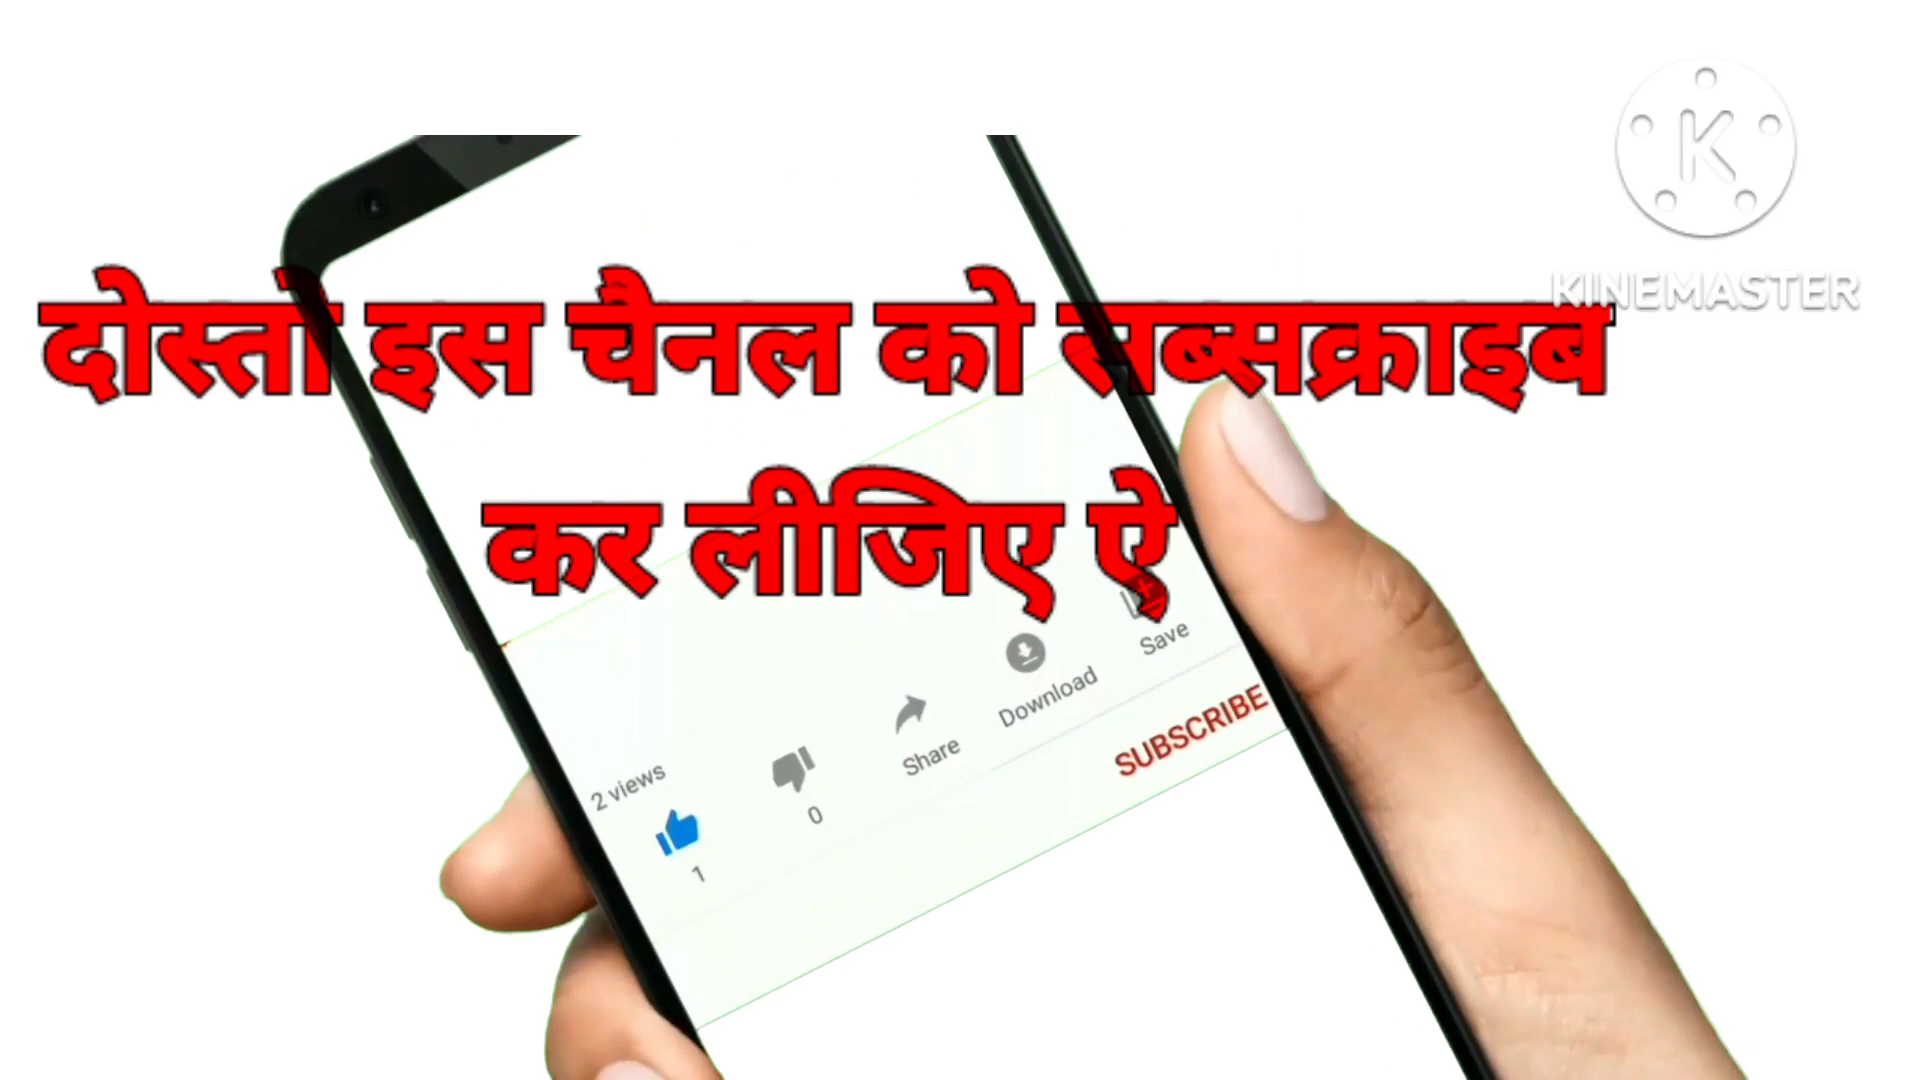 KINEMASTER
दोस्तो इस चैनल को सब्सक्राइब
कर लीजिए ऐ
Save
Download
SUBSCRIBE
Share
2 views
0
1